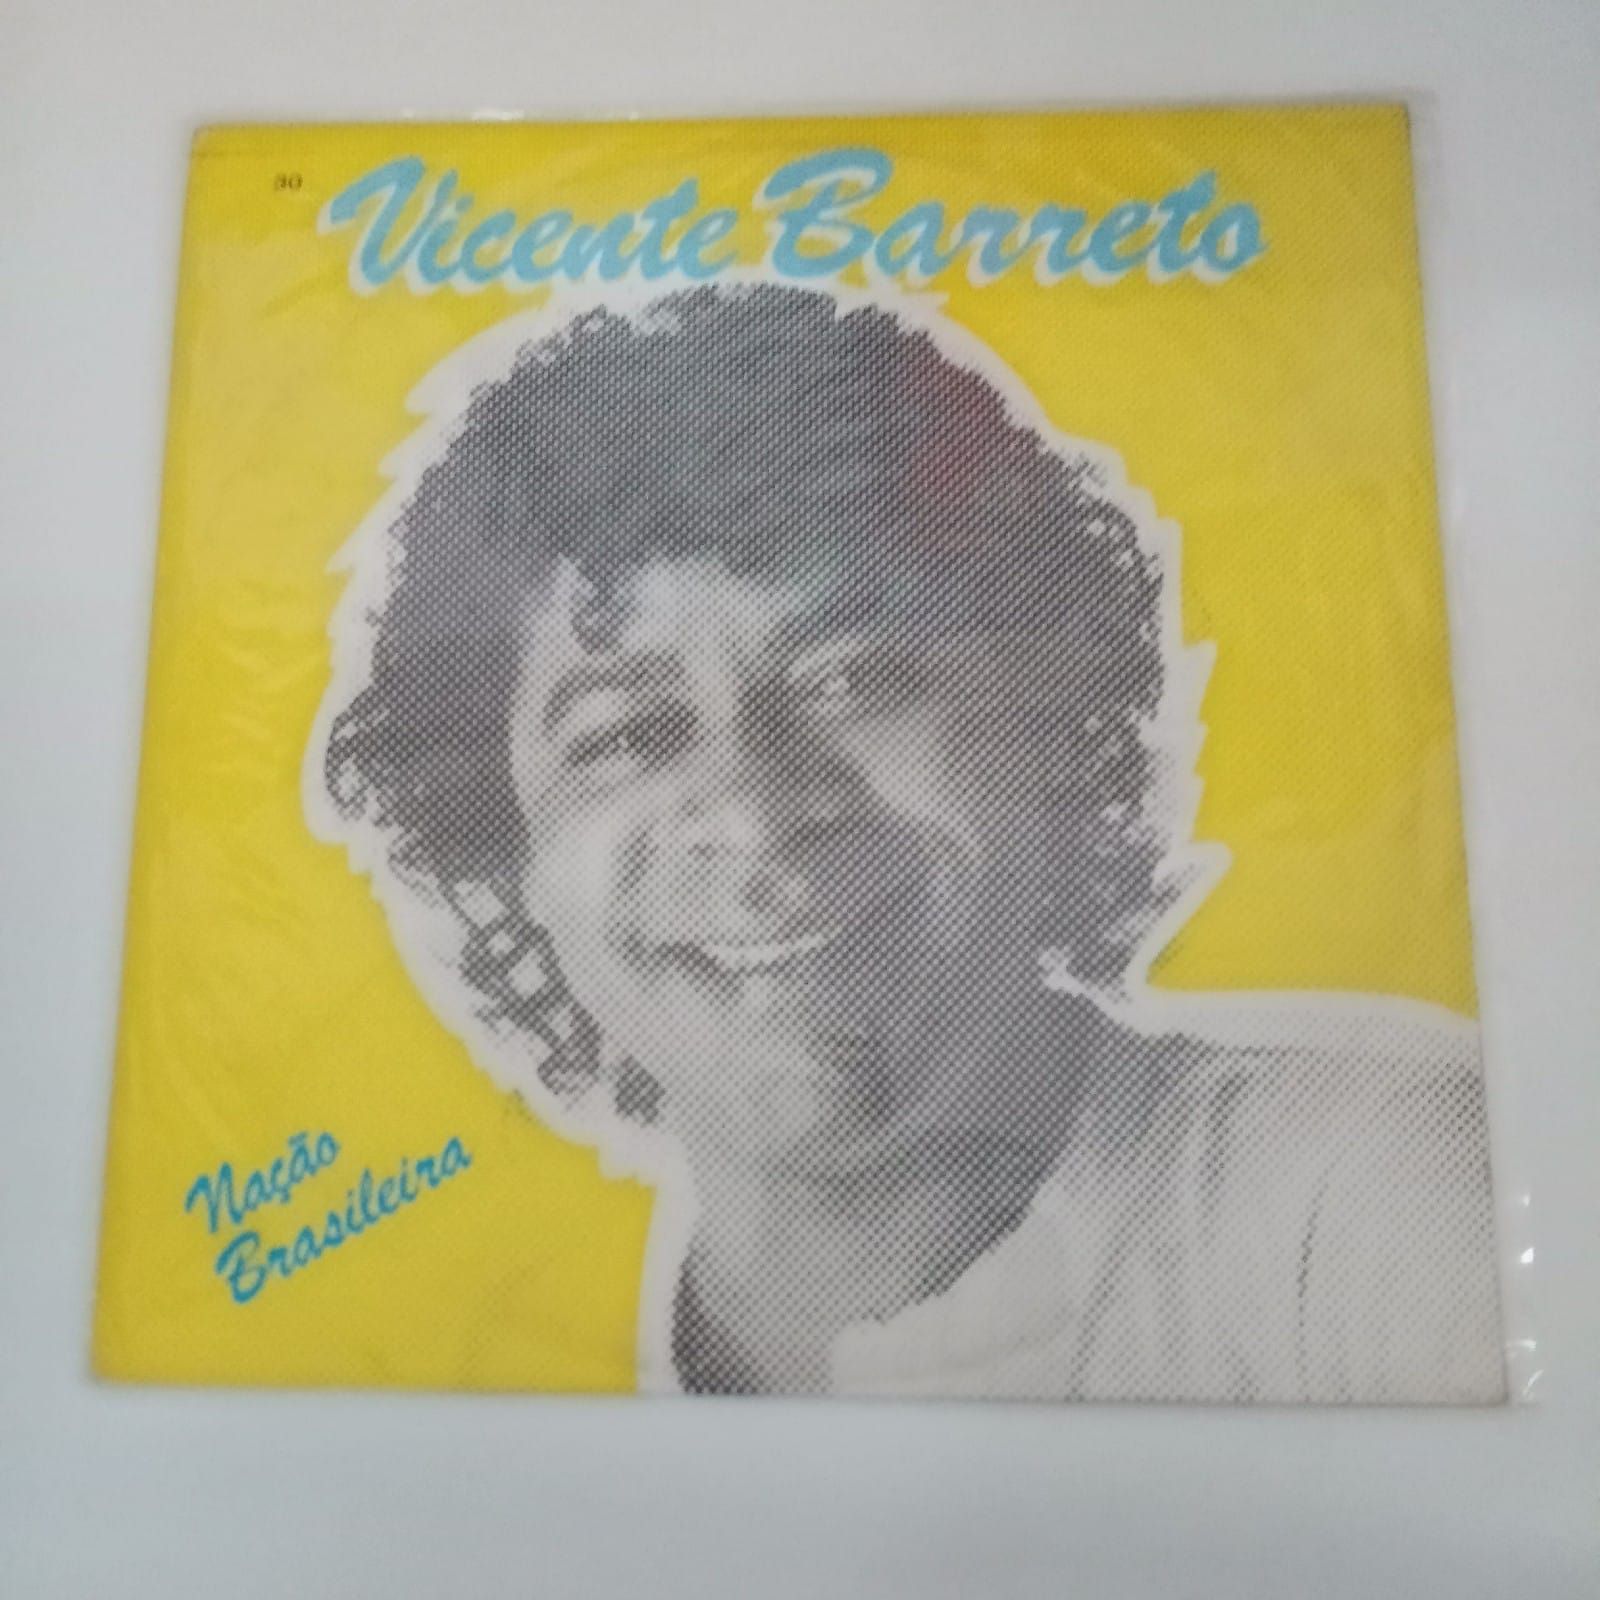 30
Vicente Barreto
Nação
Brasileira